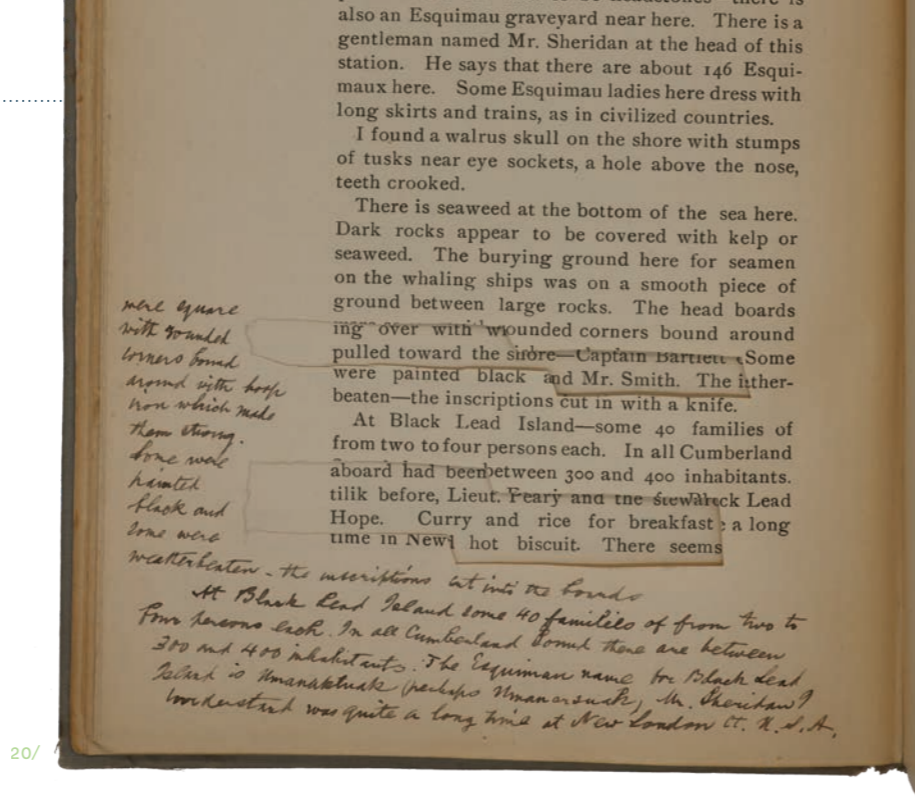 also an Esquimau graveyard near here. There is a
gentleman named Mr. Sheridan at the head of this
station. He says that there are about 146 Esqui-
maux here. Some Esquimau ladies here dress with
long skirts and trains, as in civilized countries.
I found a walrus skull on the shore with stumps
of tusks near eye sockets, a hole above the nose,
teeth crooked.
There is seaweed at the bottom of the sea here.
Dark rocks appear to be covered with kelp or
seaweed. The burying ground here for seamen
on the whaling ships was on a smooth piece of
ground between large rocks. The head boards
ing over with wounded corners bound around
pulled toward the shore—Captain Bartlett Some
were painted black and Mr. Smith. The ither-
beaten—the inscriptions cut in with a knife.
At Black Lead Island—some 40 families of
from two to four persons each. In all Cumberland
aboard had been between 300 and 400 inhabitants.
tilik before, Lieut. Peary and the steward ck Lead
Hope. Curry and rice for breakfast a long
time in New hot biscuit. There seems
were square
with rounded
corners bound
around with hoop
iron which made
them strong.
Some were
painted
black and
some were
weatherbeaten - the inscriptions cut into the boards
At Black Lead Island some 40 families of from two to
four persons each. In all Cumberland Sound there are between
300 and 400 inhabitants. The Esquimau name for Black Lead
Island is Umanaktuak (perhaps Umanarsuak) Mr. Sheridan I
understand was quite a long time at New London Ct. U.S.A.
20/